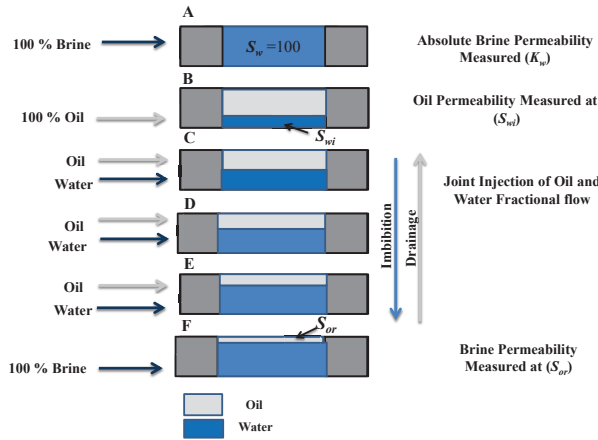 A
100 % Brine
S_w =100
Absolute Brine Permeability
Measured (K_w)
B
100 % Oil
S_wi
Oil Permability Measured at
(S_wi)
C
Oil
Water
Joint Injection of Oil and
Water Fractional flow
D
Oil
Water
Imbibition
Drainage
E
Oil
Water
F
S_or
100 % Brine
Brine Permeability
Measured at (S_or)
Oil
Water